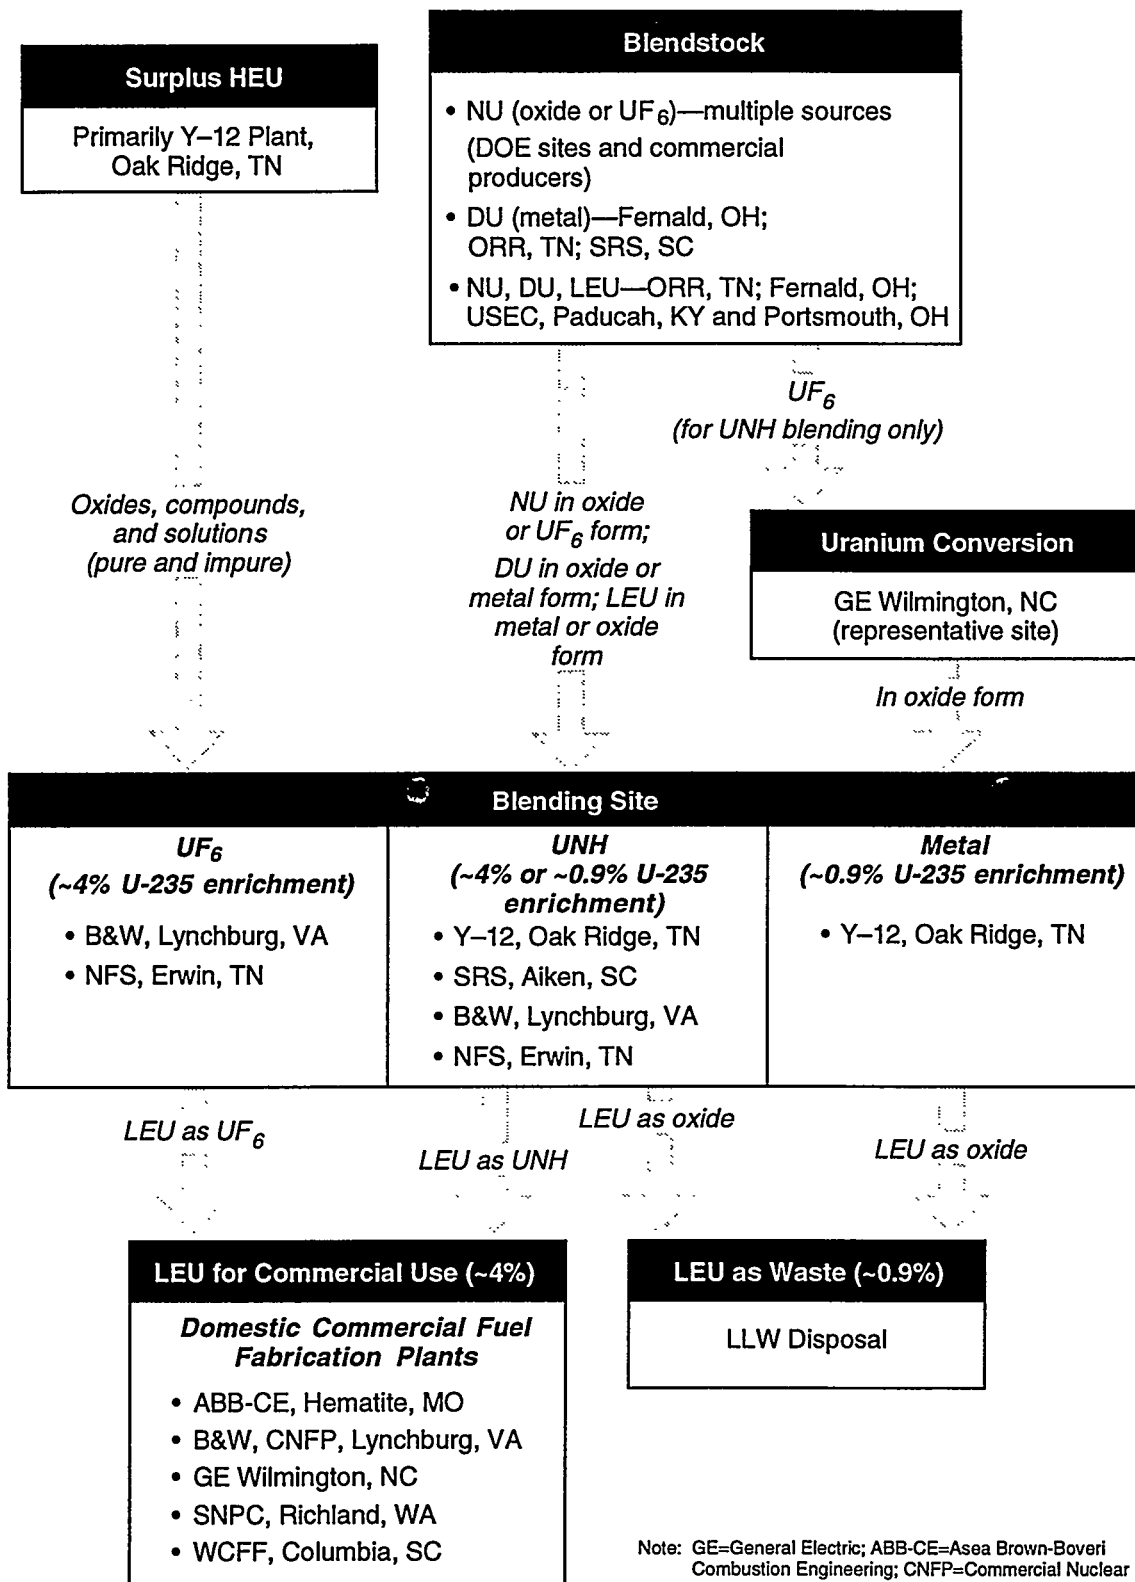 Surplus HEU
Primarily Y–12 Plant,
Oak Ridge, TN
Blendstock
• NU (oxide or UF6)—multiple sources
(DOE sites and commercial
producers)
• DU (metal)—Fernald, OH;
ORR, TN; SRS, SC
• NU, DU, LEU—ORR, TN; Fernald, OH;
USEC, Paducah, KY and Portsmouth, OH
UF6
(for UNH blending only)
Oxides, compounds,
and solutions
(pure and impure)
NU in oxide
or UF6 form;
DU in oxide or
metal form; LEU in
metal or oxide
form
Uranium Conversion
GE Wilmington, NC
(representative site)
In oxide form
Blending Site
UF6
(~4% U-235 enrichment)
• B&W, Lynchburg, VA
• NFS, Erwin, TN
UNH
(~4% or ~0.9% U-235
enrichment)
• Y–12, Oak Ridge, TN
• SRS, Aiken, SC
• B&W, Lynchburg, VA
• NFS, Erwin, TN
Metal
(~0.9% U-235 enrichment)
• Y–12, Oak Ridge, TN
LEU as UF6
LEU as UNH
LEU as oxide
LEU as oxide
LEU for Commercial Use (~4%)
Domestic Commercial Fuel
Fabrication Plants
• ABB-CE, Hematite, MO
• B&W, CNFP, Lynchburg, VA
• GE Wilmington, NC
• SNPC, Richland, WA
• WCFF, Columbia, SC
LEU as Waste (~0.9%)
LLW Disposal
Note: GE=General Electric; ABB-CE=Asea Brown-Boveri
Combustion Engineering; CNFP=Commercial Nuclear